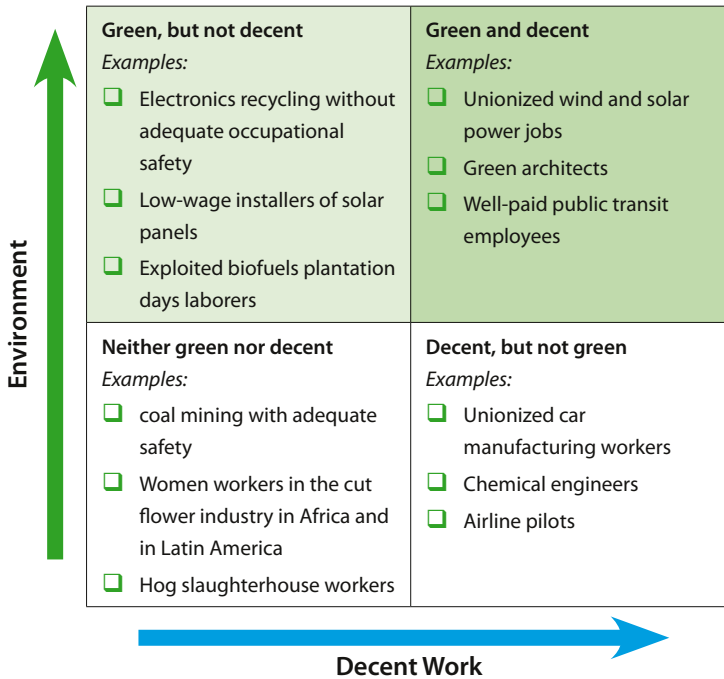 Environment
Green, but not decent
Examples:
❑ Electronics recycling without
adequate occupational
safety
❑ Low-wage installers of solar
panels
❑ Exploited biofuels plantation
days laborers
Green and decent
Examples:
❑ Unionized wind and solar
power jobs
❑ Green architects
❑ Well-paid public transit
employees
Neither green nor decent
Examples:
❑ coal mining with adequate
safety
❑ Women workers in the cut
flower industry in Africa and
in Latin America
❑ Hog slaughterhouse workers
Decent, but not green
Examples:
❑ Unionized car
manufacturing workers
❑ Chemical engineers
❑ Airline pilots
Decent Work